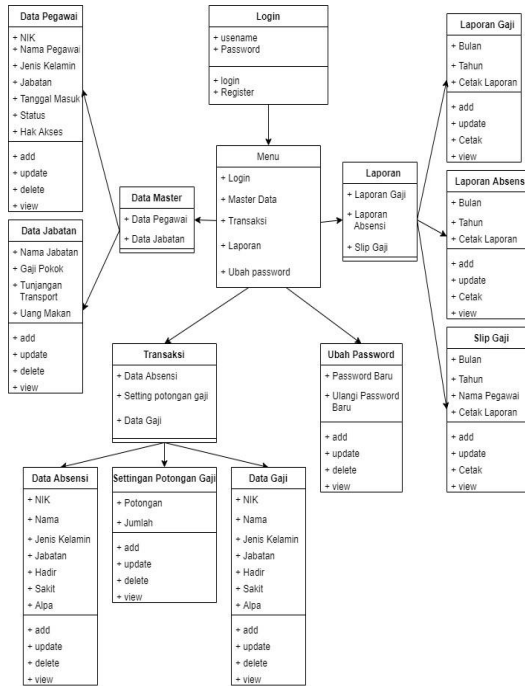 Data Pegawai
+ NIK
+ Nama Pegawai
+ Jenis Kelamin
+ Jabatan
+ Tanggal Masuk
+ Status
+ Hak Akses
+ add
+ update
+ delete
+ view
Login
+ usename
+ Password
+ login
+ Register
Laporan Gaji
+ Bulan
+ Tahun
+ Cetak Laporan
+ add
+ update
+ Cetak
+ view
Menu
+ Login
+ Master Data
+ Transaksi
+ Laporan
+ Ubah password
Data Master
+ Data Pegawai
+ Data Jabatan
Laporan
+ Laporan Gaji
+ Laporan
Absensi
+ Slip Gaji
Laporan Absensi
+ Bulan
+ Tahun
+ Cetak Laporan
+ add
+ update
+ Cetak
+ view
Data Jabatan
+ Nama Jabatan
+ Gaji Pokok
+ Tunjangan
Transport
+ Uang Makan
+ add
+ update
+ delete
+ view
Slip Gaji
+ Bulan
+ Tahun
+ Nama Pegawai
+ Cetak Laporan
+ add
+ update
+ Cetak
+ view
Transaksi
+ Data Absensi
+ Setting potongan gaji
+ Data Gaji
Ubah Password
+ Password Baru
+ Ulangi Password
Baru
+ add
+ update
+ delete
+ view
Data Absensi
+ NIK
+ Nama
+ Jenis Kelamin
+ Jabatan
+ Hadir
+ Sakit
+ Alpa
+ add
+ update
+ delete
+ view
Settingan Potongan Gaji
+ Potongan
+ Jumlah
+ add
+ update
+ delete
+ view
Data Gaji
+ NIK
+ Nama
+ Jenis Kelamin
+ Jabatan
+ Hadir
+ Sakit
+ Alpa
+ add
+ update
+ delete
+ view